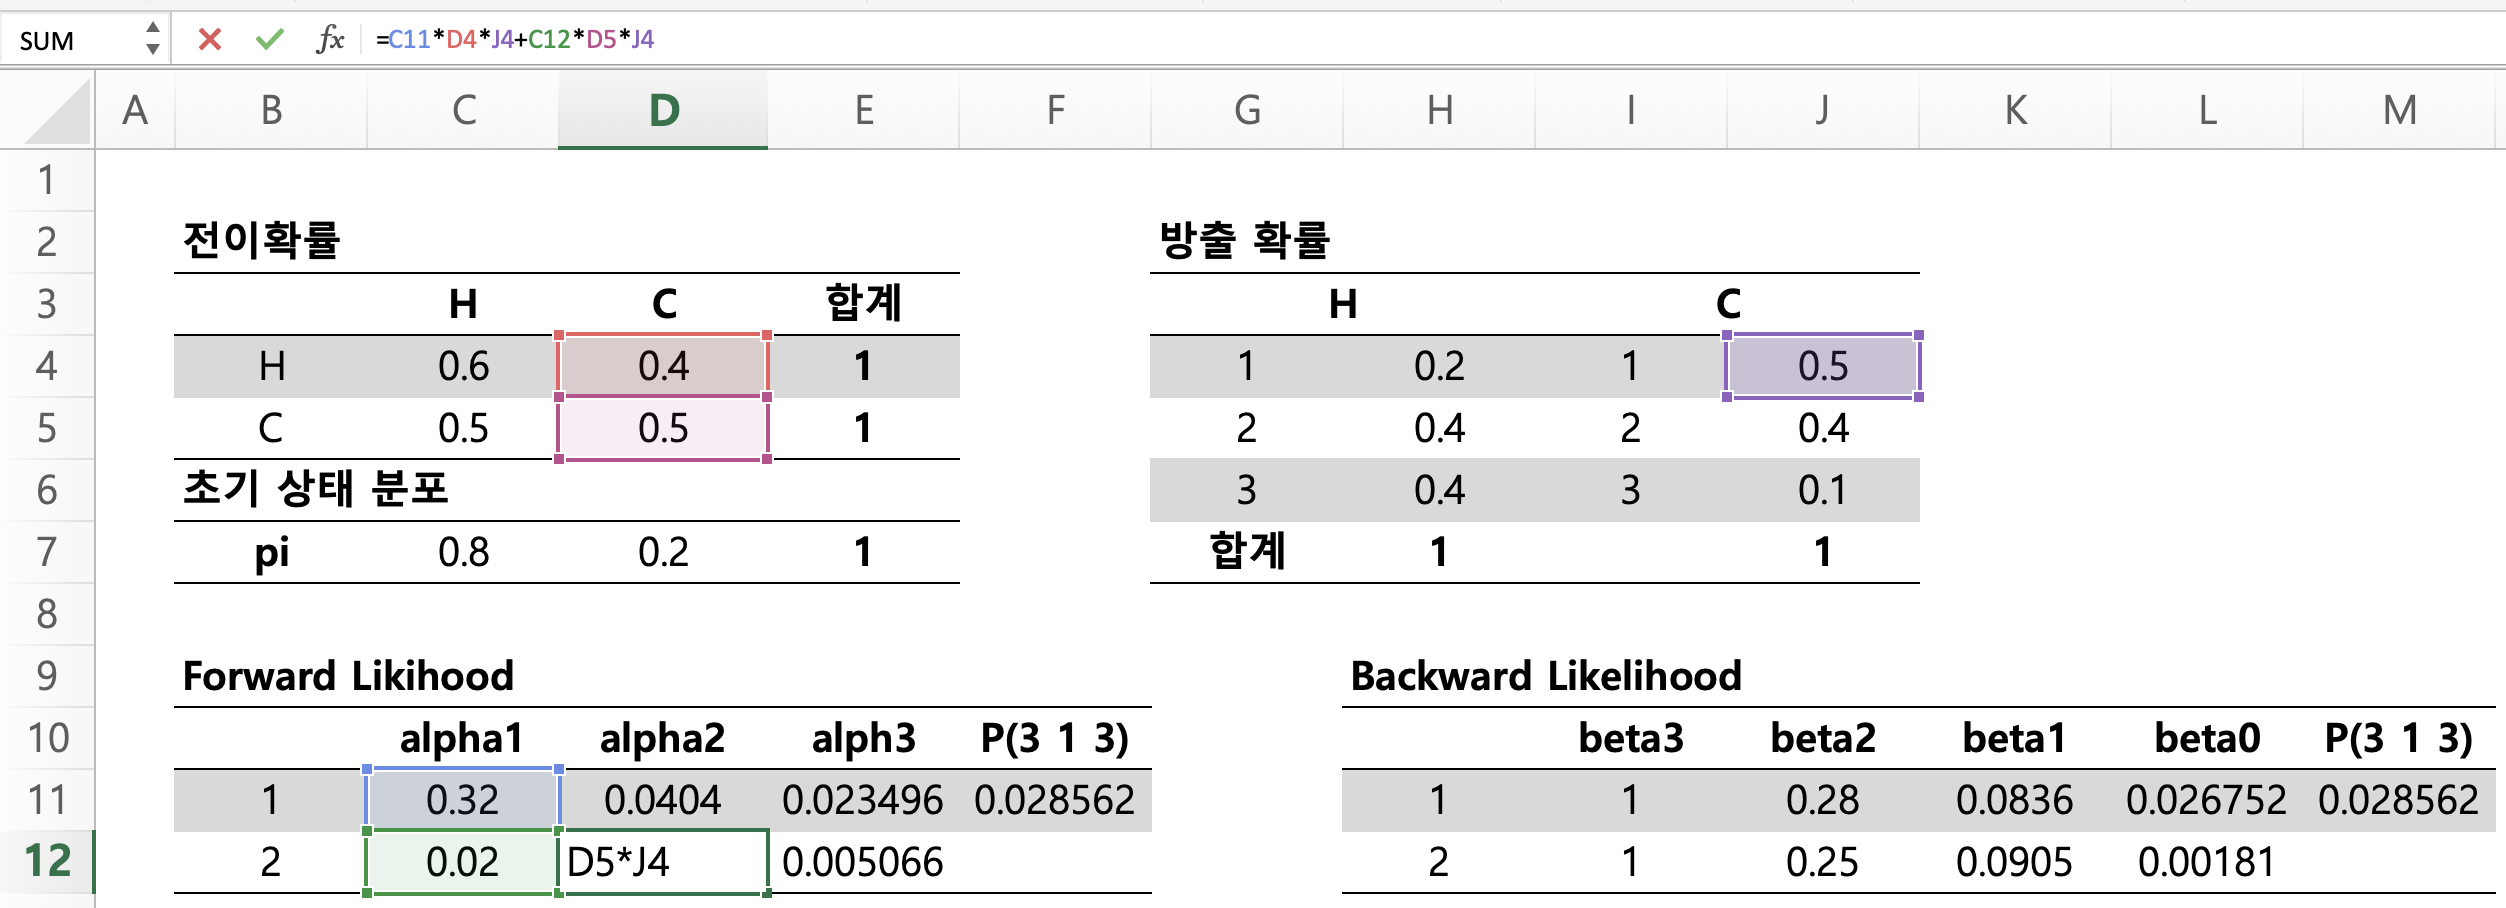 SUM fx =C11*D4*J4+C12*D5*J4
A B C D E F G H I J K L M
1
2 전이확률 방출 확률
3 H C 합계 H C
4 H 0.6 0.4 1 1 0.2 1 0.5
5 C 0.5 0.5 1 2 0.4 2 0.4
6 초기 상태 분포 3 0.4 3 0.1
7 pi 0.8 0.2 1 합계 1 1
8
9 Forward Likihood Backward Likelihood
10 alpha1 alpha2 alph3 P(3 1 3) beta3 beta2 beta1 beta0 P(3 1 3)
11 1 0.32 0.0404 0.023496 0.028562 1 1 0.28 0.0836 0.026752 0.028562
12 2 0.02 D5*J4 0.005066 2 1 0.25 0.0905 0.00181